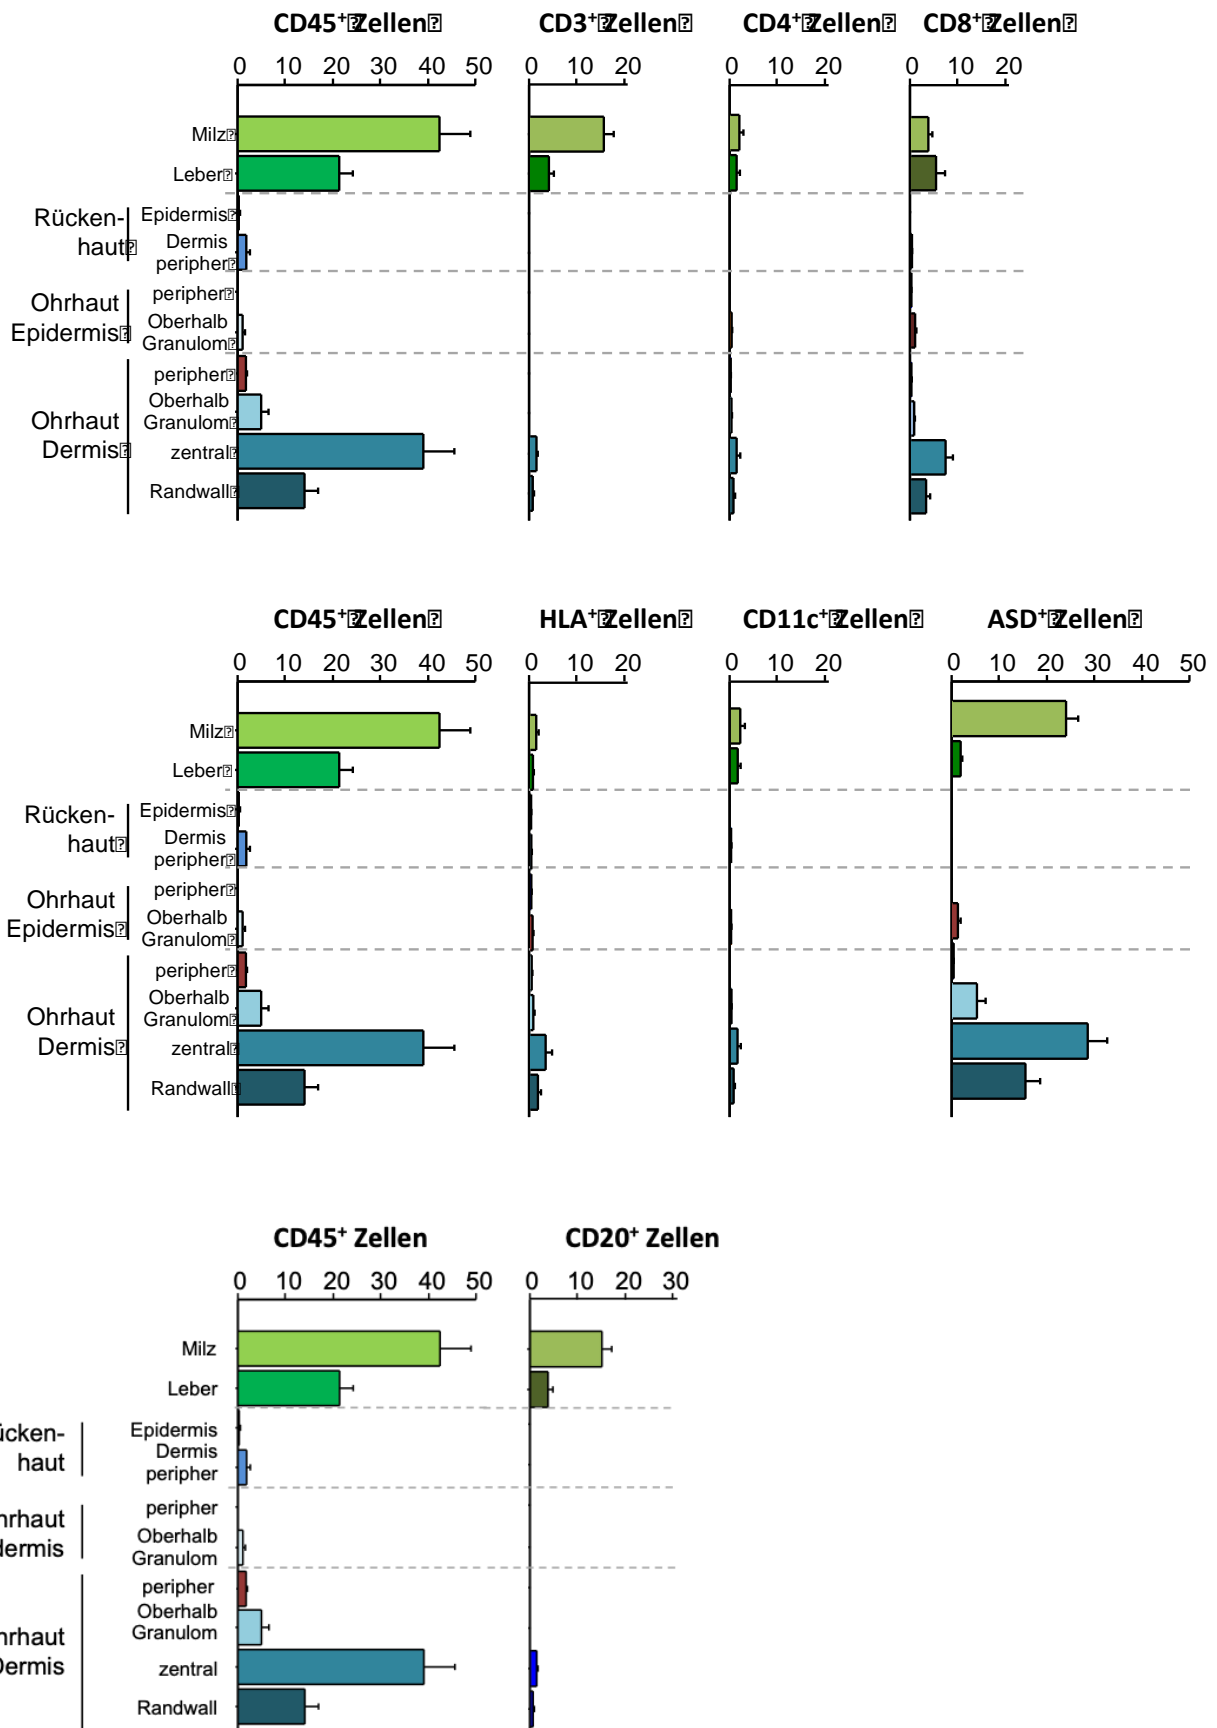 CD45⁺ Zellen CD3⁺ Zellen CD4⁺ Zellen CD8⁺ Zellen
0 10 20 30 40 50 0 10 20 0 10 20 0 10 20
Milz
Leber
Rücken-
haut
Epidermis
Dermis
peripher
Ohrhaut
Epidermis
peripher
Oberhalb
Granulom
Ohrhaut
Dermis
peripher
Oberhalb
Granulom
zentral
Randwall
CD45⁺ Zellen HLA⁺ Zellen CD11c⁺ Zellen ASD⁺ Zellen
0 10 20 30 40 50 0 10 20 0 10 20 0 10 20 30 40 50
Milz
Leber
Rücken-
haut
Epidermis
Dermis
peripher
Ohrhaut
Epidermis
peripher
Oberhalb
Granulom
Ohrhaut
Dermis
peripher
Oberhalb
Granulom
zentral
Randwall
CD45⁺ Zellen CD20⁺ Zellen
0 10 20 30 40 50 0 10 20 30
Milz
Leber
ücken-
haut
Epidermis
Dermis
peripher
hrhaut
dermis
peripher
Oberhalb
Granulom
hrhaut
Dermis
peripher
Oberhalb
Granulom
zentral
Randwall